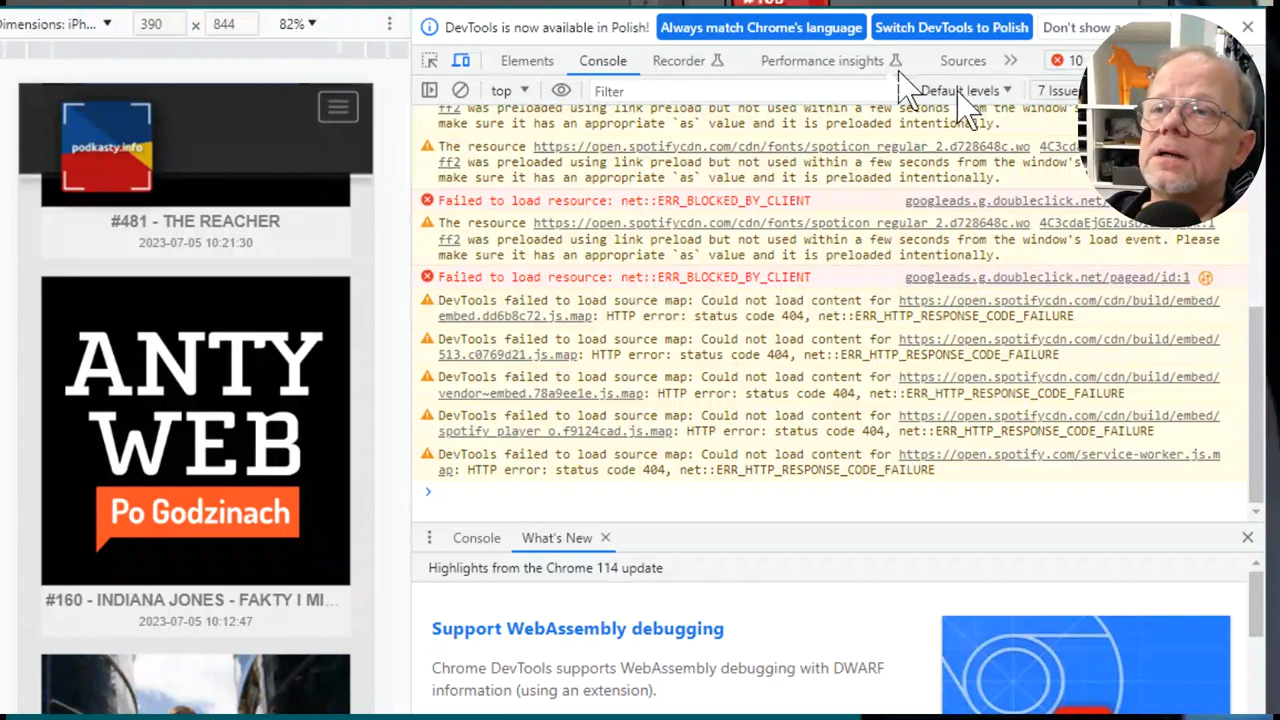 Dimensions: iPh... 390 × 844 82%
podkasty.info
#481 - THE REACHER
2023-07-05 10:21:30
ANTY
WEB
Po Godzinach
#160 - INDIANA JONES - FAKTY I MI...
2023-07-05 10:12:47
DevTools is now available in Polish! Always match Chrome's language Switch DevTools to Polish Don't show
Elements Console Recorder Performance insights Sources 10
top Filter Default levels 7 Issue
ff2 was preloaded using link preload but not used within a few seconds from the window's
make sure it has an appropriate `as` value and it is preloaded intentionally.
The resource https://open.spotifycdn.com/cdn/fonts/spoticon_regular_2.d728648c.wo 4C3cda
ff2 was preloaded using link preload but not used within a few seconds from the window's
make sure it has an appropriate `as` value and it is preloaded intentionally.
Failed to load resource: net::ERR_BLOCKED_BY_CLIENT googleads.g.doubleclick.net/
The resource https://open.spotifycdn.com/cdn/fonts/spoticon_regular_2.d728648c.wo
ff2 was preloaded using link preload but not used within a few seconds from the window's load event. Please
make sure it has an appropriate `as` value and it is preloaded intentionally.
Failed to load resource: net::ERR_BLOCKED_BY_CLIENT googleads.g.doubleclick.net/pagead/id:1
DevTools failed to load source map: Could not load content for https://open.spotifycdn.com/cdn/build/embed/
embed.dd6b8c72.js.map: HTTP error: status code 404, net::ERR_HTTP_RESPONSE_CODE_FAILURE
DevTools failed to load source map: Could not load content for https://open.spotifycdn.com/cdn/build/embed/
513.c0769d21.js.map: HTTP error: status code 404, net::ERR_HTTP_RESPONSE_CODE_FAILURE
DevTools failed to load source map: Could not load content for https://open.spotifycdn.com/cdn/build/embed/
vendor~embed.78a9ee1e.js.map: HTTP error: status code 404, net::ERR_HTTP_RESPONSE_CODE_FAILURE
DevTools failed to load source map: Could not load content for https://open.spotifycdn.com/cdn/build/embed/
spotify_player_o.f9124cad.js.map: HTTP error: status code 404, net::ERR_HTTP_RESPONSE_CODE_FAILURE
DevTools failed to load source map: Could not load content for https://open.spotify.com/service-worker.js.m
ap: HTTP error: status code 404, net::ERR_HTTP_RESPONSE_CODE_FAILURE
Console What's New
Highlights from the Chrome 114 update
Support WebAssembly debugging
Chrome DevTools supports WebAssembly debugging with DWARF
information (using an extension).